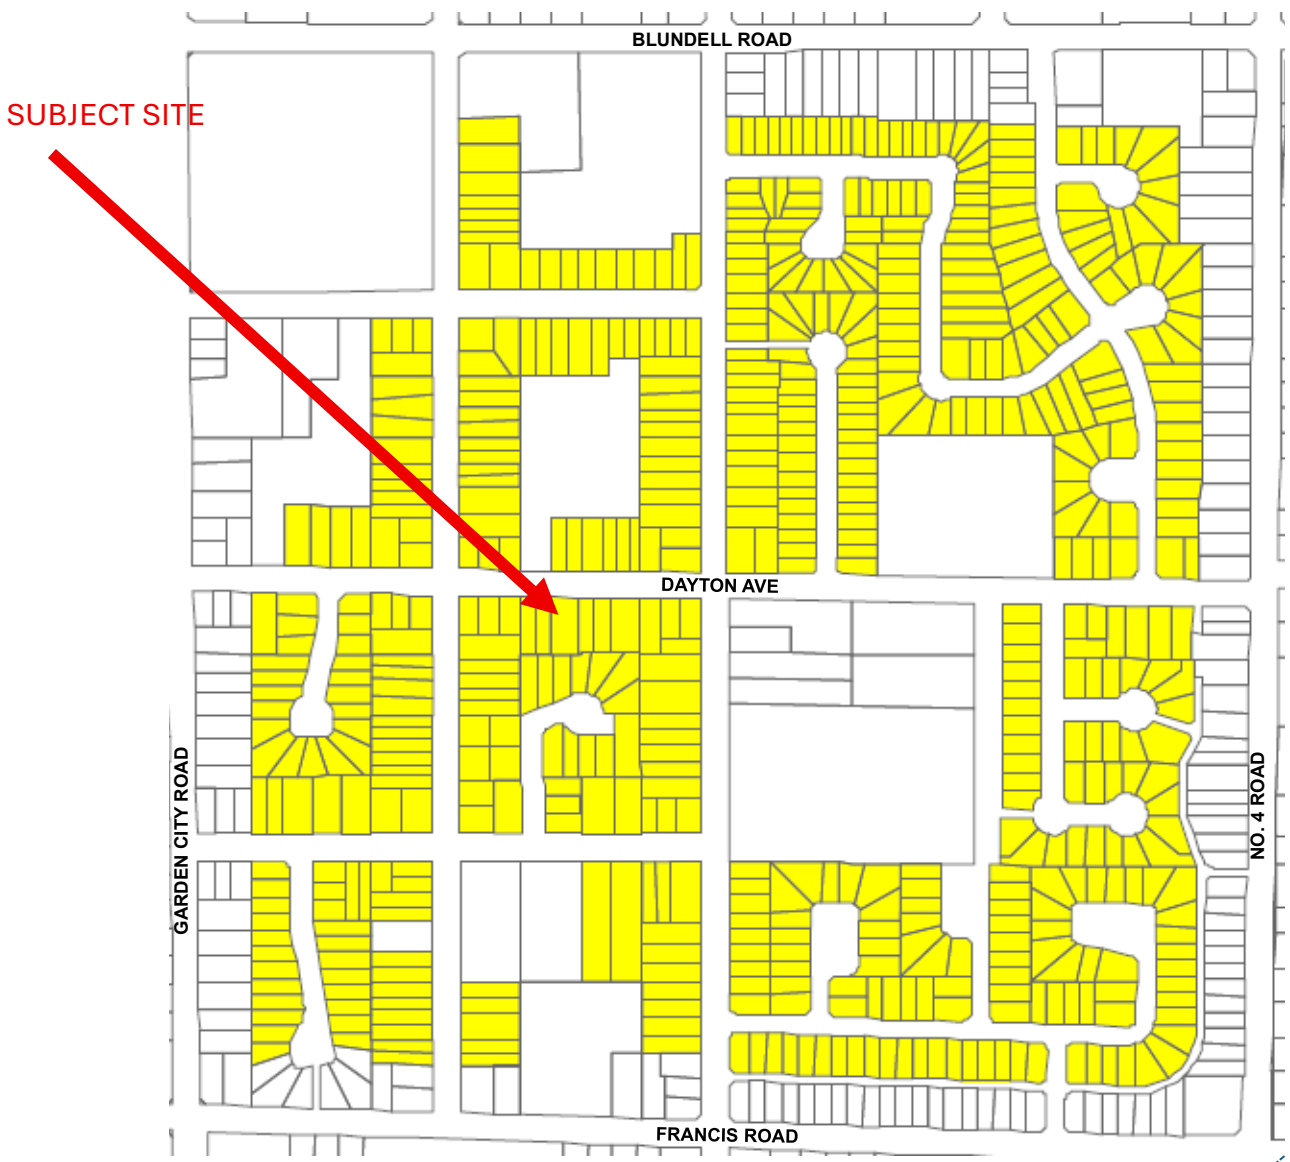 BLUNDELL ROAD
SUBJECT SITE
DAYTON AVE
GARDEN CITY ROAD
NO. 4 ROAD
FRANCIS ROAD